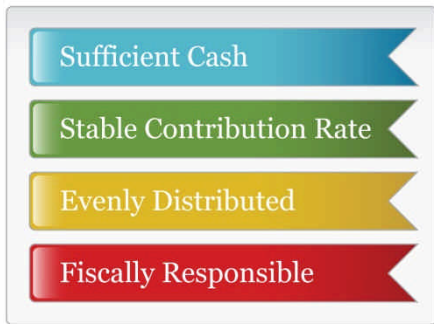 Sufficient Cash
Stable Contribution Rate
Evenly Distributed
Fiscally Responsible